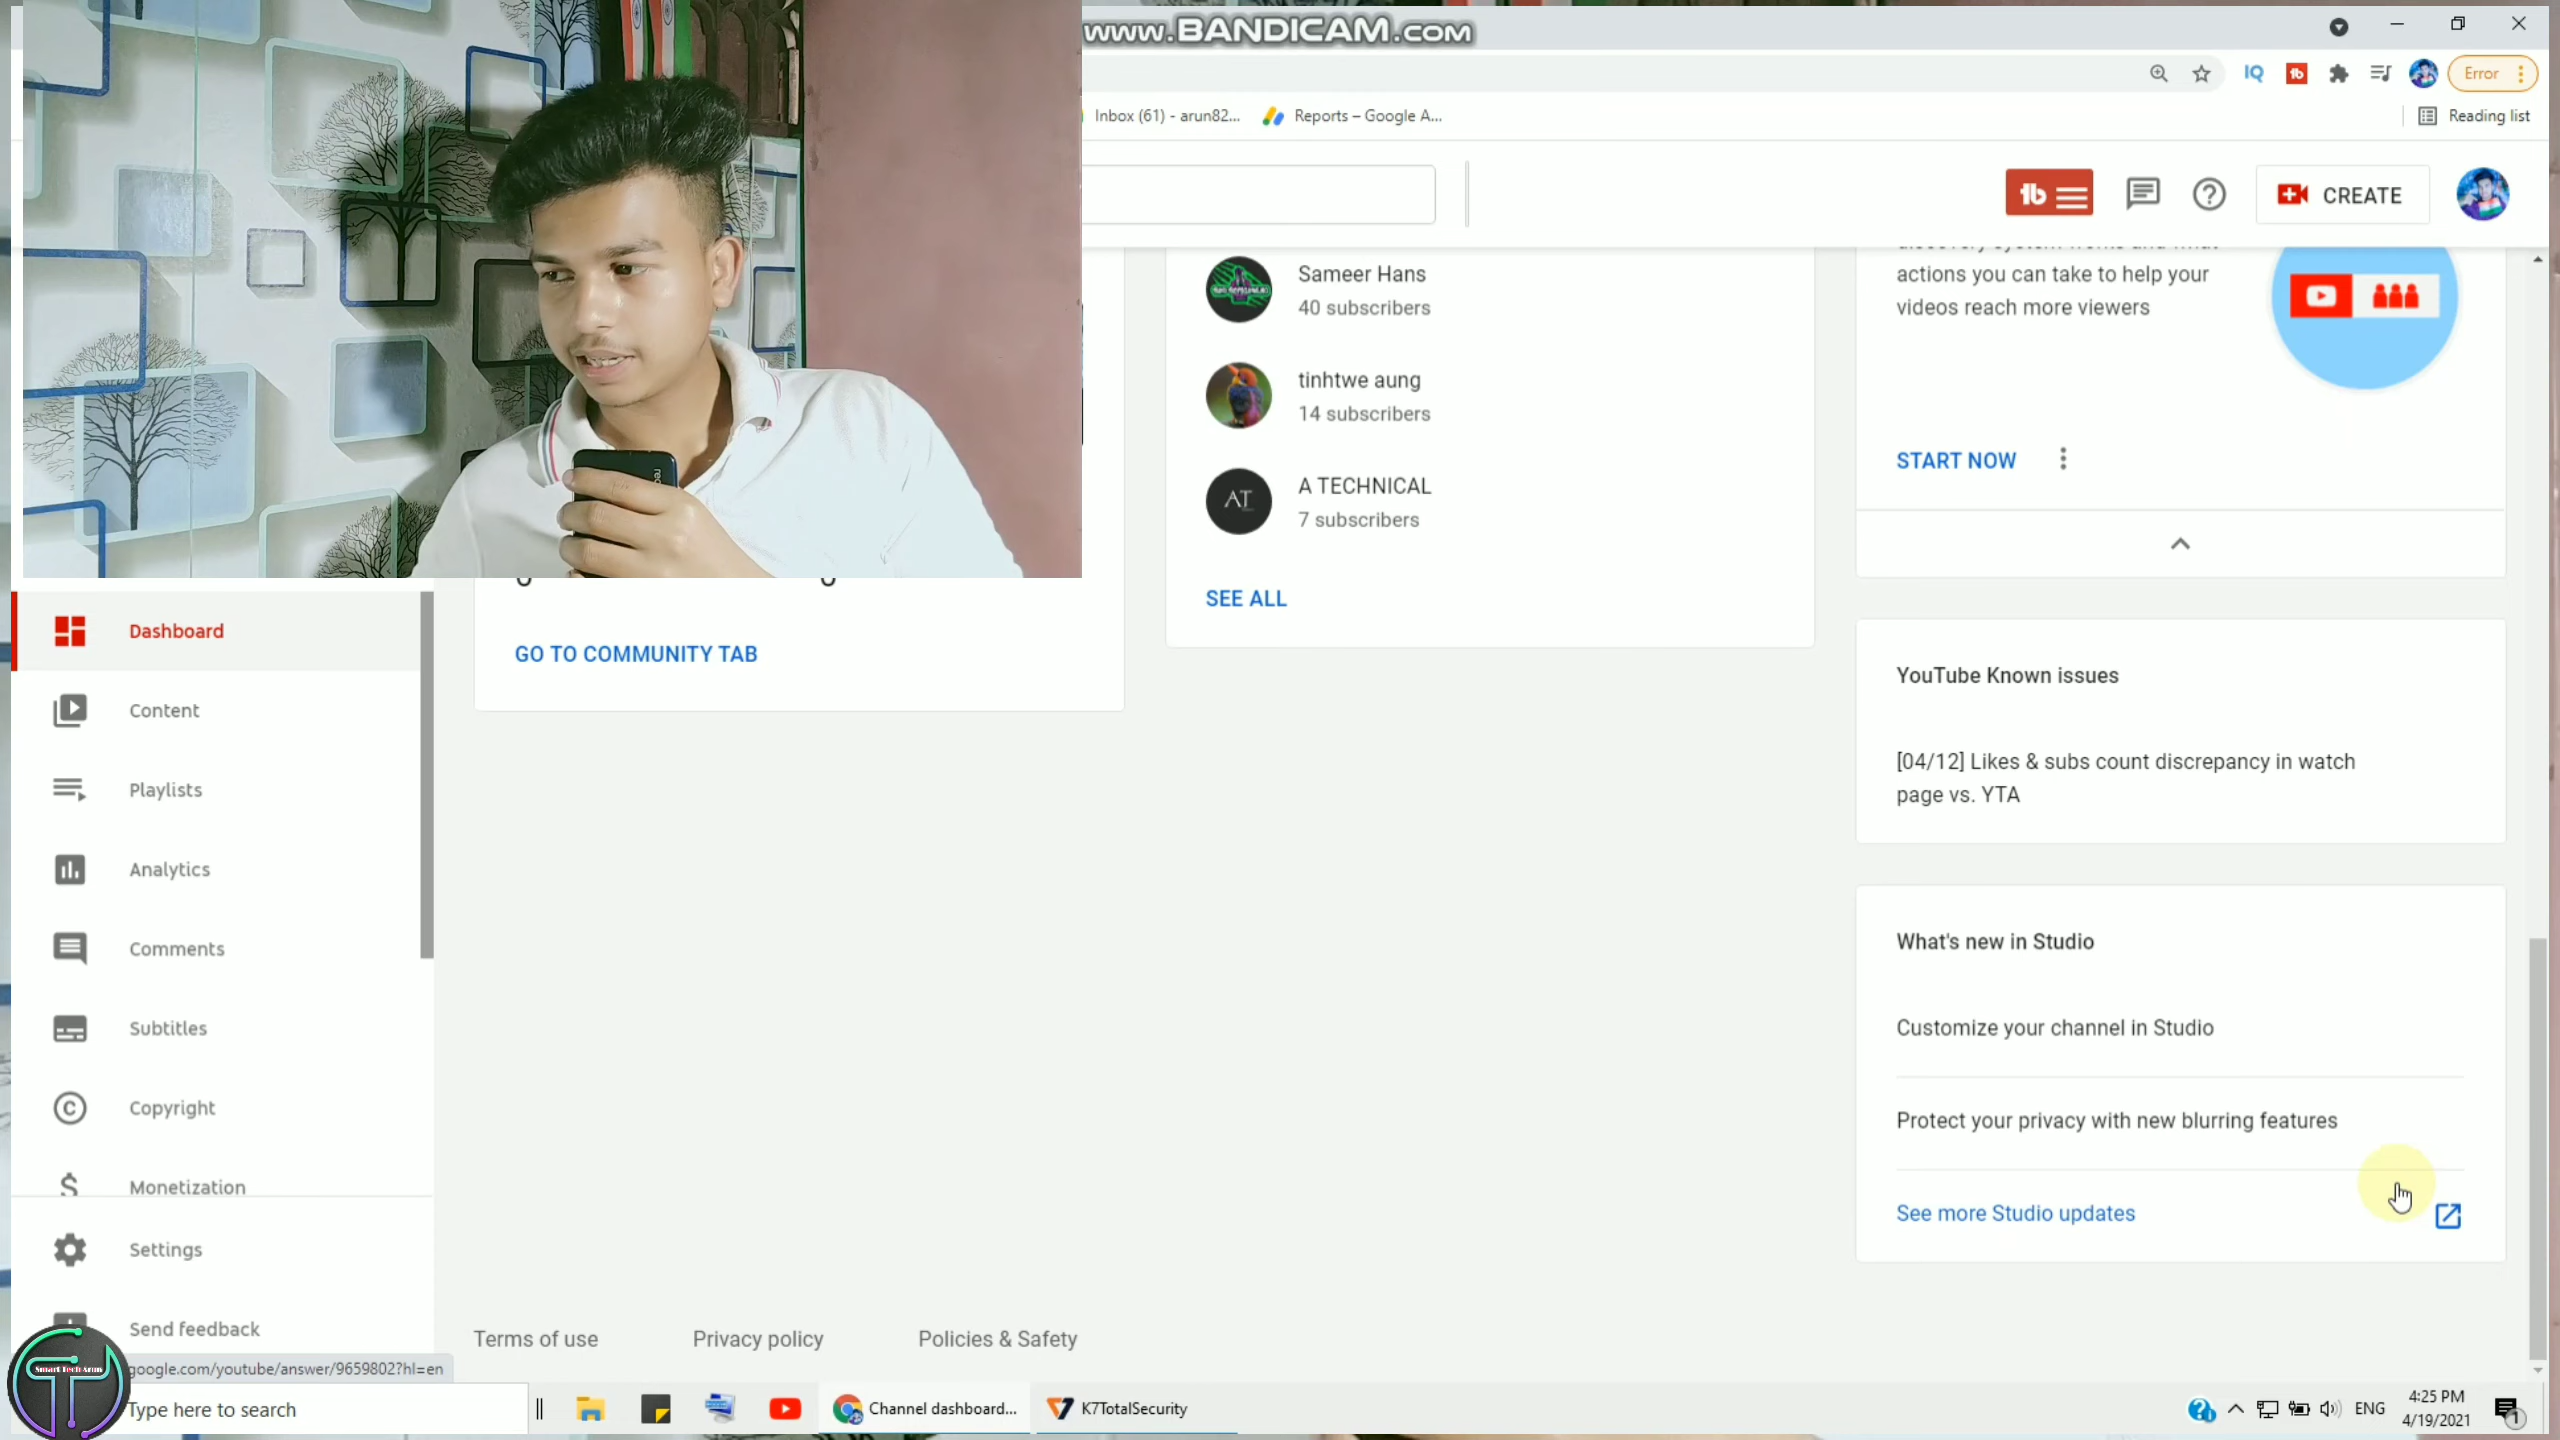 www.BANDICAM.com
IQ
Error
Inbox (61) - arun82...
Reports – Google A...
Reading list
CREATE
Sameer Hans
40 subscribers
tinhtwe aung
14 subscribers
A TECHNICAL
7 subscribers
SEE ALL
actions you can take to help your
videos reach more viewers
START NOW
GO TO COMMUNITY TAB
Dashboard
Content
Playlists
Analytics
Comments
Subtitles
Copyright
Monetization
Settings
Send feedback
YouTube Known issues
[04/12] Likes & subs count discrepancy in watch
page vs. YTA
What's new in Studio
Customize your channel in Studio
Protect your privacy with new blurring features
See more Studio updates
Terms of use
Privacy policy
Policies & Safety
google.com/youtube/answer/9659802?hl=en
Smart Tech Arun
Type here to search
Channel dashboard...
K7TotalSecurity
ENG
4:25 PM
4/19/2021
1